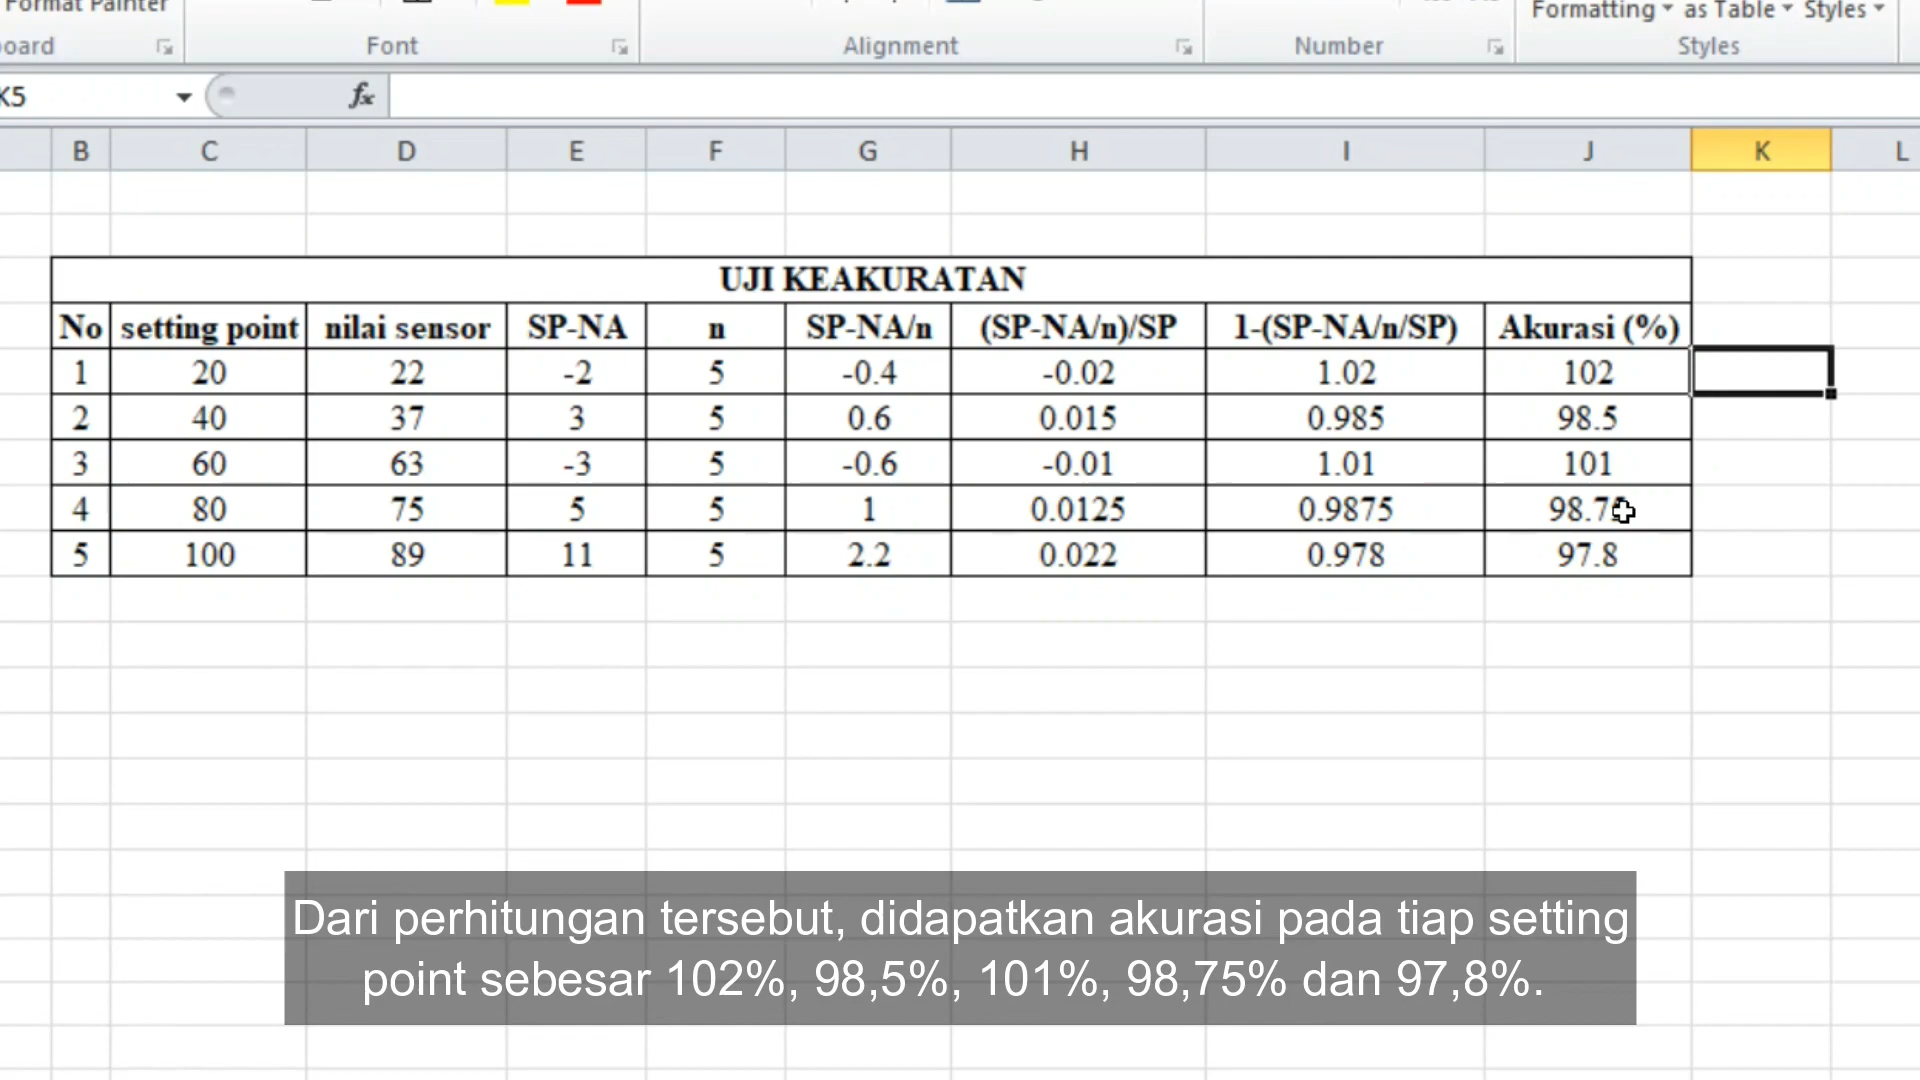 Format Painter
Formatting as Table Styles
oard Font Alignment Number Styles
K5 fx
B C D E F G H I J K L
UJI KEAKURATAN
No setting point nilai sensor SP-NA n SP-NA/n (SP-NA/n)/SP 1-(SP-NA/n/SP) Akurasi (%)
1 20 22 -2 5 -0.4 -0.02 1.02 102
2 40 37 3 5 0.6 0.015 0.985 98.5
3 60 63 -3 5 -0.6 -0.01 1.01 101
4 80 75 5 5 1 0.0125 0.9875 98.75
5 100 89 11 5 2.2 0.022 0.978 97.8
Dari perhitungan tersebut, didapatkan akurasi pada tiap setting
point sebesar 102%, 98,5%, 101%, 98,75% dan 97,8%.